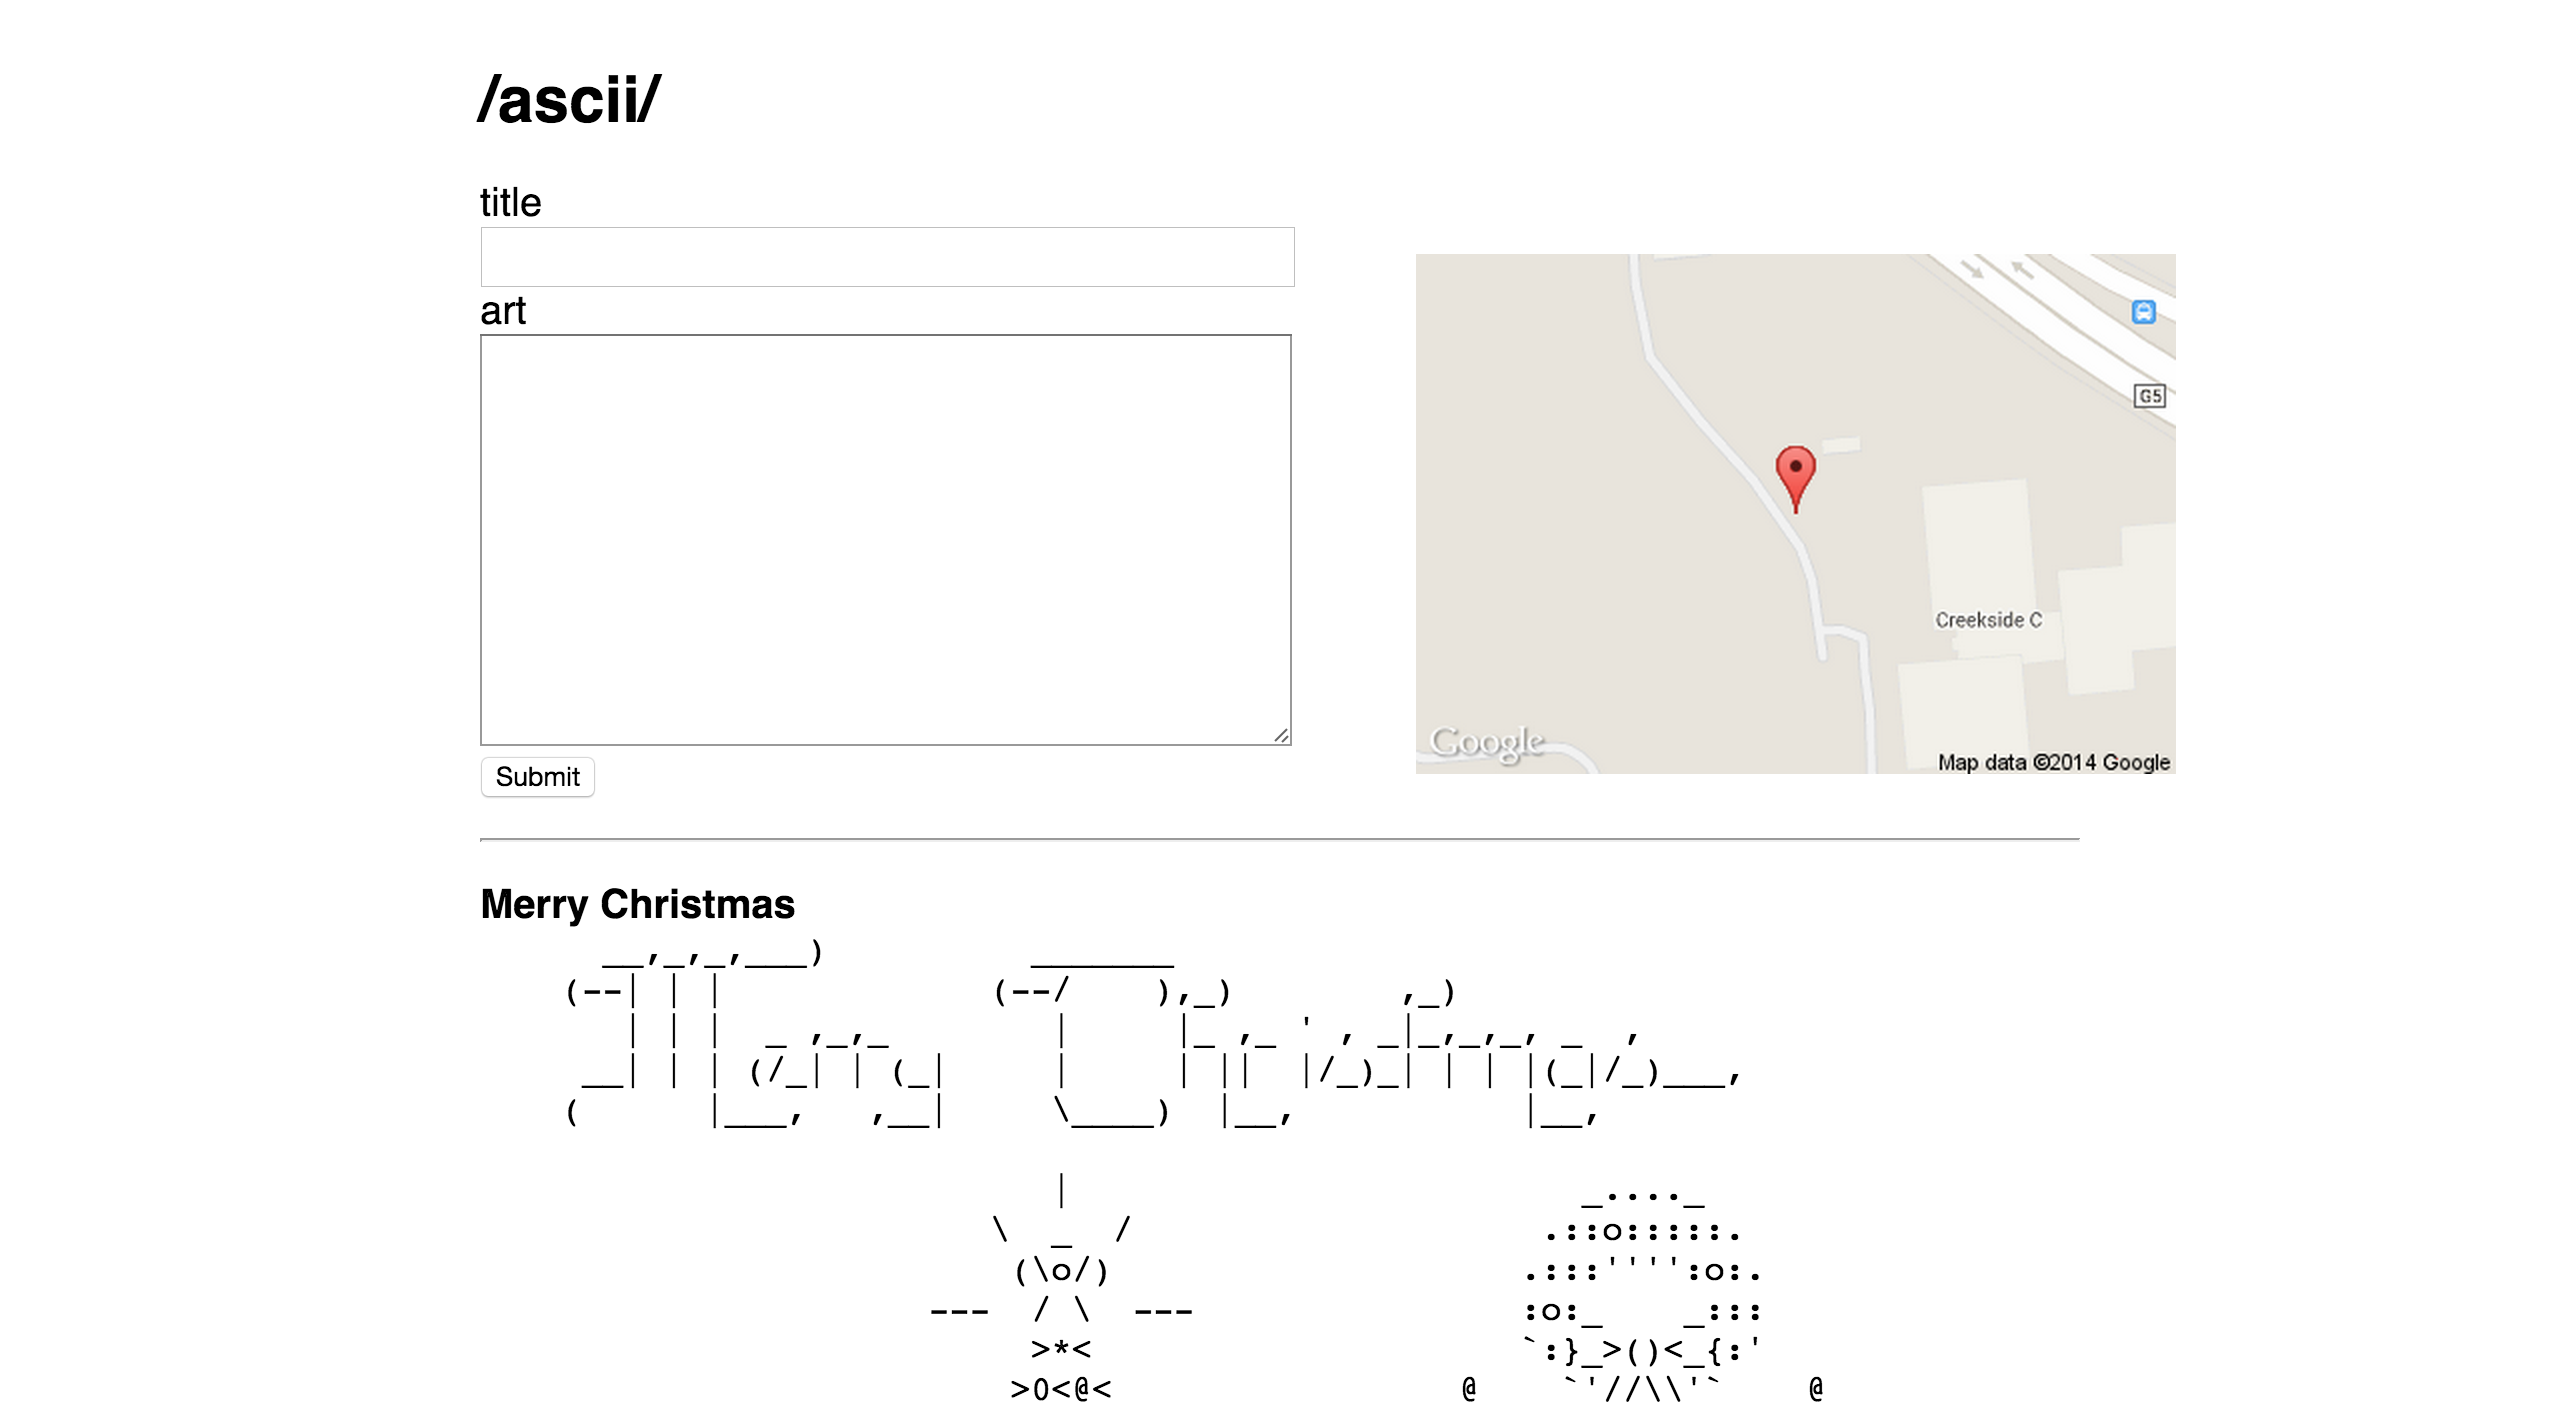 /ascii/
title
art
Submit
G5
Creekside C
Google
Map data ©2014 Google
Merry Christmas
      __,_,_,___)          _______
    (--| | |             (--/    ),_)        ,_)
       | | |  _ ,_,_        |     |_ ,_ ' , _|_,_,_, _  ,
     __| | | (/_| | (_|     |     | ||  |/_)_| | | |(_|/_)___,
    (      |___,   ,__|     \____)  |__,           |__,
                            |                         _...._
                         \  _  /                    .::o:::::.
                          (\o/)                    .:::'''':o:.
                      ---  / \  ---                :o:_    _:::
                           >*<                     `:}_>()<_{:'
                          >0<@<                 @    `'//\\'`    @